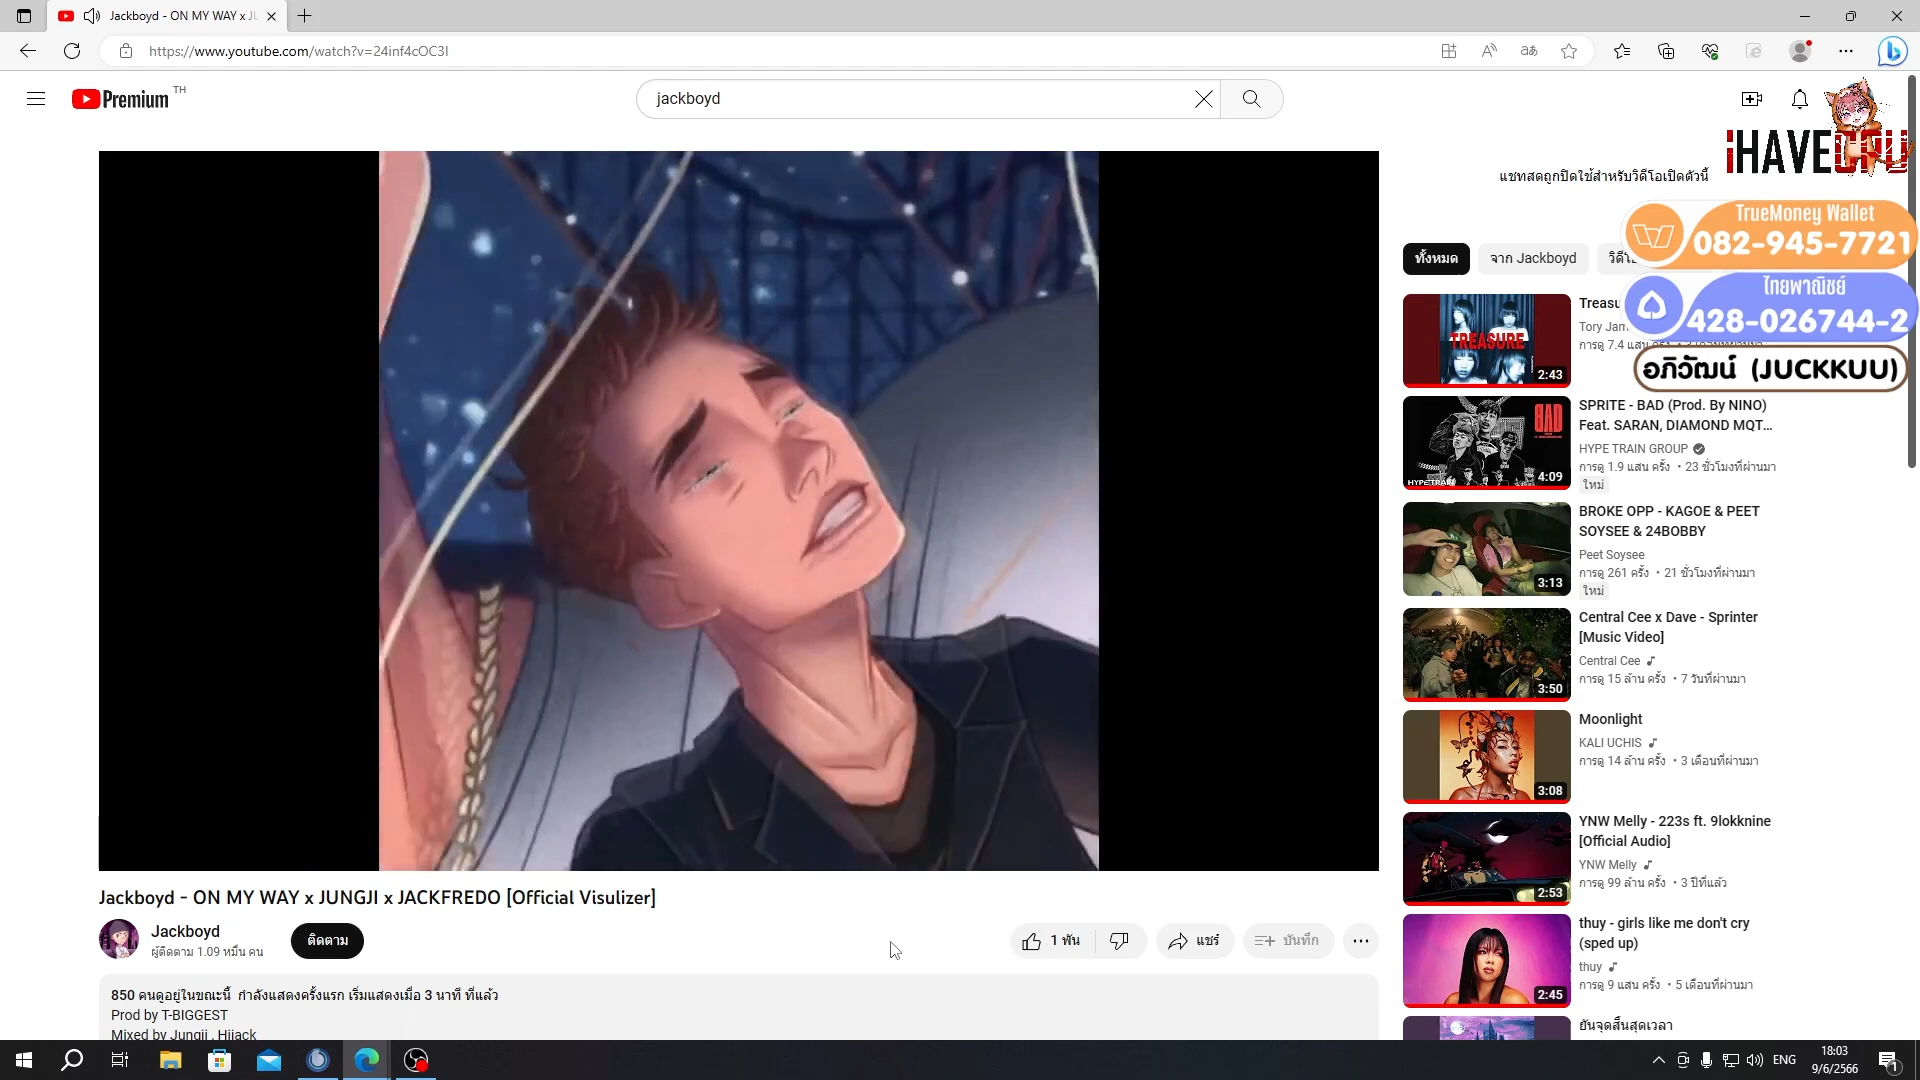 Jackboyd - ON MY WAY x JU
https://www.youtube.com/watch?v=24inf4cOC3I
Premium TH
jackboyd
iHAVECPU
แชทสดถูกปิดใช้สำหรับวิดีโอเปิดตัวนี้
TrueMoney Wallet
082-945-7721
ไทยพาณิชย์
428-026744-2
อภิวัฒน์ (JUCKKUU)
ทั้งหมด
จาก Jackboyd
TREASURE
2:43
Treasu
Tory Jam
BAD
HYPETRAIN
4:09
SPRITE - BAD (Prod. By NINO)
Feat. SARAN, DIAMOND MQT...
HYPE TRAIN GROUP
การดู 1.9 แสน ครั้ง • 23 ชั่วโมงที่ผ่านมา
ใหม่
3:13
BROKE OPP - KAGOE & PEET
SOYSEE & 24BOBBY
Peet Soysee
การดู 261 ครั้ง • 21 ชั่วโมงที่ผ่านมา
ใหม่
3:50
Central Cee x Dave - Sprinter
[Music Video]
Central Cee
การดู 15 ล้าน ครั้ง • 7 วันที่ผ่านมา
3:08
Moonlight
KALI UCHIS
การดู 14 ล้าน ครั้ง • 3 เดือนที่ผ่านมา
2:53
YNW Melly - 223s ft. 9lokknine
[Official Audio]
YNW Melly
การดู 99 ล้าน ครั้ง • 3 ปีที่แล้ว
2:45
thuy - girls like me don't cry
(sped up)
thuy
การดู 9 แสน ครั้ง • 5 เดือนที่ผ่านมา
ยันจุดสิ้นสุดเวลา
Jackboyd - ON MY WAY x JUNGJI x JACKFREDO [Official Visulizer]
Jackboyd
ผู้ติดตาม 1.09 หมื่น คน
ติดตาม
1 พัน
แชร์
บันทึก
850 คนดูอยู่ในขณะนี้ กำลังแสดงครั้งแรก เริ่มแสดงเมื่อ 3 นาที ที่แล้ว
Prod by T-BIGGEST
Mixed by Jungji , Hijack
ENG
18:03
9/6/2566
1